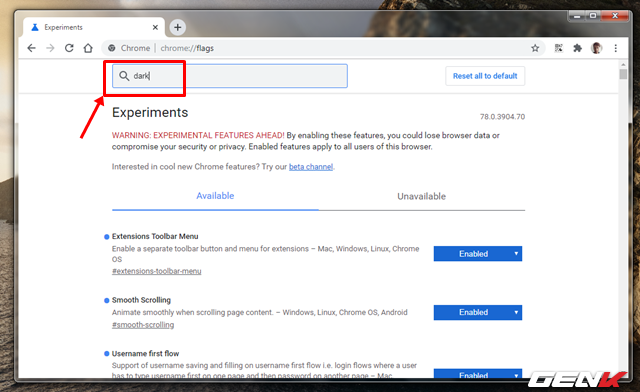 Experiments
Chrome | chrome://flags
dark
Reset all to default
Experiments
78.0.3904.70
WARNING: EXPERIMENTAL FEATURES AHEAD! By enabling these features, you could lose browser data or
compromise your security or privacy. Enabled features apply to all users of this browser.
Interested in cool new Chrome features? Try our beta channel.
Available
Unavailable
Extensions Toolbar Menu
Enable a separate toolbar button and menu for extensions – Mac, Windows, Linux, Chrome
OS
#extensions-toolbar-menu
Enabled
Smooth Scrolling
Animate smoothly when scrolling page content. – Windows, Linux, Chrome OS, Android
#smooth-scrolling
Enabled
Username first flow
Support of username saving and filling on username first flow i.e. login flows where a user
has to type username first on one page and then password on another page – Mac
Enabled
GENK